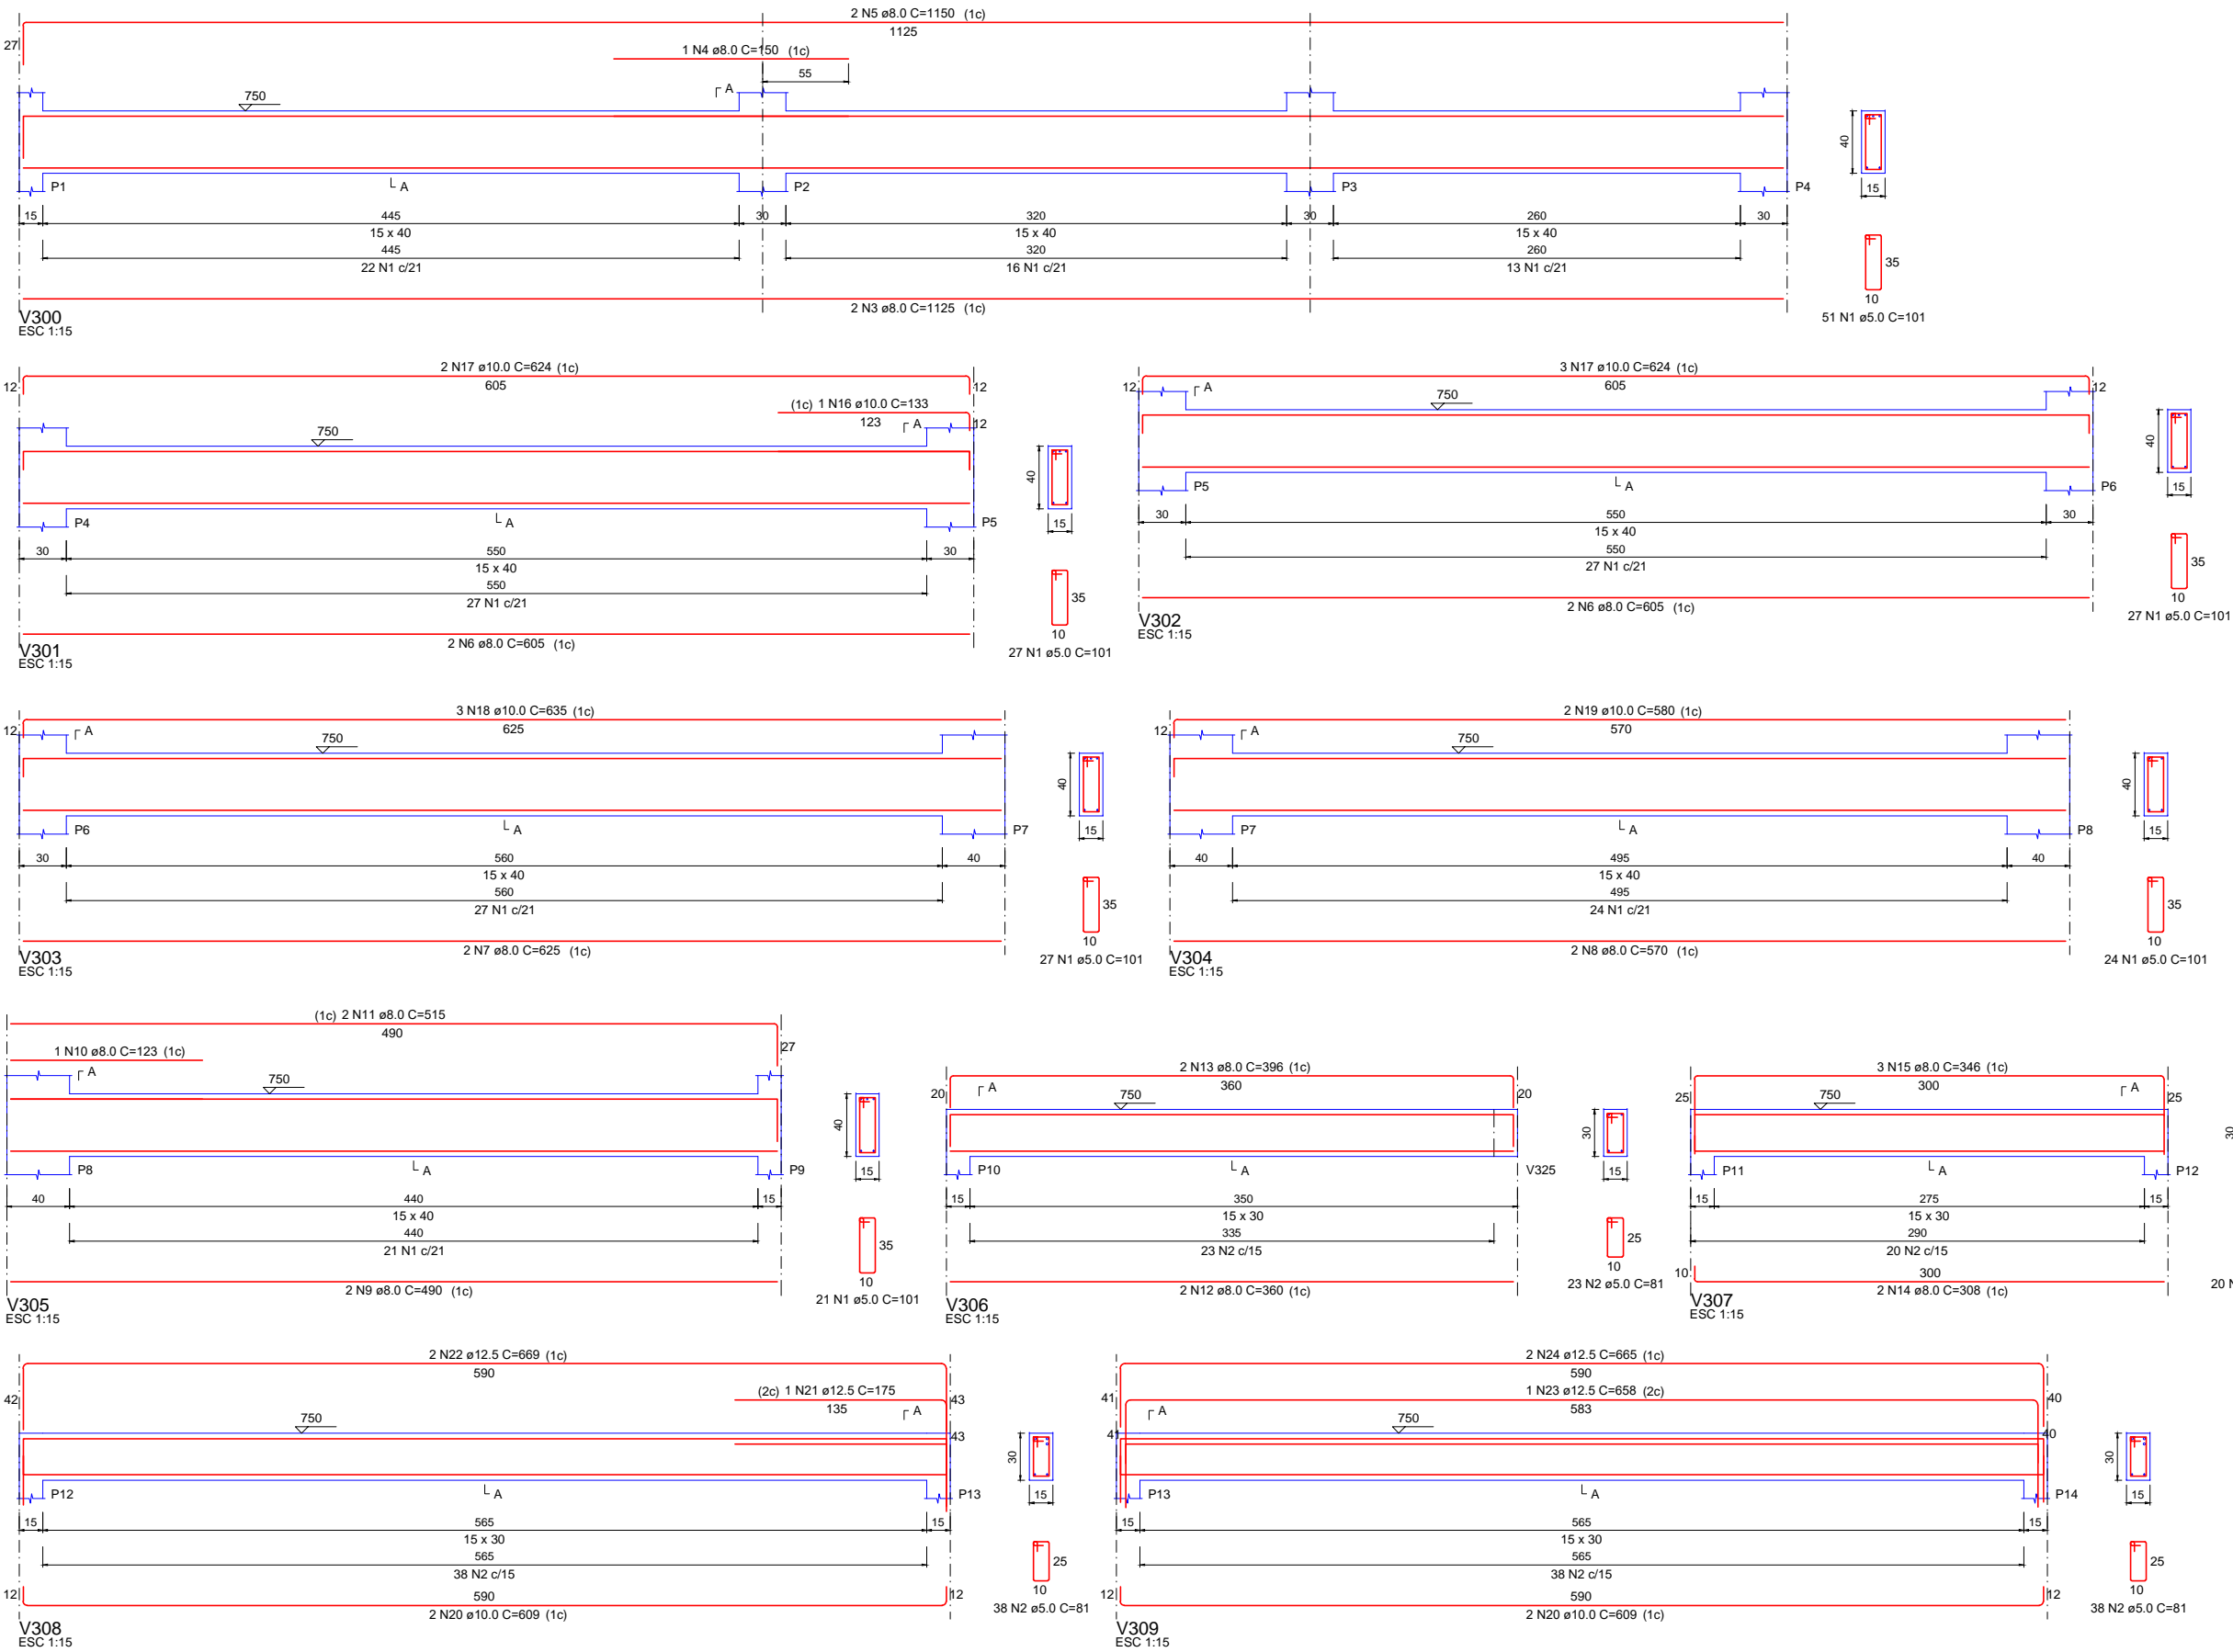 2 N5 ø8.0 C=1150 (1c)
1125
27
1 N4 ø8.0 C=150 (1c)
55
A
750
40
15
P1
A
P2
P3
P4
15
445
30
320
30
260
30
15 x 40
15 x 40
15 x 40
445
320
260
22 N1 c/21
16 N1 c/21
13 N1 c/21
35
10
51 N1 ø5.0 C=101
2 N3 ø8.0 C=1125 (1c)
V300
ESC 1:15
2 N17 ø10.0 C=624 (1c)
12
605
12
(1c) 1 N16 ø10.0 C=133
123
A
12
750
40
15
P4
A
P5
30
550
30
15 x 40
550
27 N1 c/21
35
10
27 N1 ø5.0 C=101
2 N6 ø8.0 C=605 (1c)
V301
ESC 1:15
3 N17 ø10.0 C=624 (1c)
12
605
12
A
750
40
15
P5
A
P6
30
550
30
15 x 40
550
27 N1 c/21
35
10
27 N1 ø5.0 C=101
2 N6 ø8.0 C=605 (1c)
V302
ESC 1:15
3 N18 ø10.0 C=635 (1c)
12
625
A
750
40
15
P6
A
P7
30
560
40
15 x 40
560
27 N1 c/21
35
10
27 N1 ø5.0 C=101
2 N7 ø8.0 C=625 (1c)
V303
ESC 1:15
2 N19 ø10.0 C=580 (1c)
12
570
A
750
40
15
P7
A
P8
40
495
40
15 x 40
495
24 N1 c/21
35
10
24 N1 ø5.0 C=101
2 N8 ø8.0 C=570 (1c)
V304
ESC 1:15
(1c) 2 N11 ø8.0 C=515
490
1 N10 ø8.0 C=123 (1c)
27
A
750
40
15
P8
A
P9
40
440
15
15 x 40
440
21 N1 c/21
35
10
21 N1 ø5.0 C=101
2 N9 ø8.0 C=490 (1c)
V305
ESC 1:15
2 N13 ø8.0 C=396 (1c)
20
360
20
A
750
30
15
P10
A
V325
15
350
15 x 30
335
23 N2 c/15
25
10
23 N2 ø5.0 C=81
2 N12 ø8.0 C=360 (1c)
V306
ESC 1:15
3 N15 ø8.0 C=346 (1c)
25
300
25
A
750
30
P11
A
P12
15
275
15
15 x 30
290
20 N2 c/15
10
300
2 N14 ø8.0 C=308 (1c)
20 N
V307
ESC 1:15
2 N22 ø12.5 C=669 (1c)
590
42
(2c) 1 N21 ø12.5 C=175
43
135
A
750
43
30
15
P12
A
P13
15
565
15
15 x 30
565
38 N2 c/15
25
10
38 N2 ø5.0 C=81
12
590
12
2 N20 ø10.0 C=609 (1c)
V308
ESC 1:15
2 N24 ø12.5 C=665 (1c)
590
41
1 N23 ø12.5 C=658 (2c)
40
583
A
750
41
40
30
15
P13
A
P14
15
565
15
15 x 30
565
38 N2 c/15
25
10
38 N2 ø5.0 C=81
12
590
12
2 N20 ø10.0 C=609 (1c)
V309
ESC 1:15